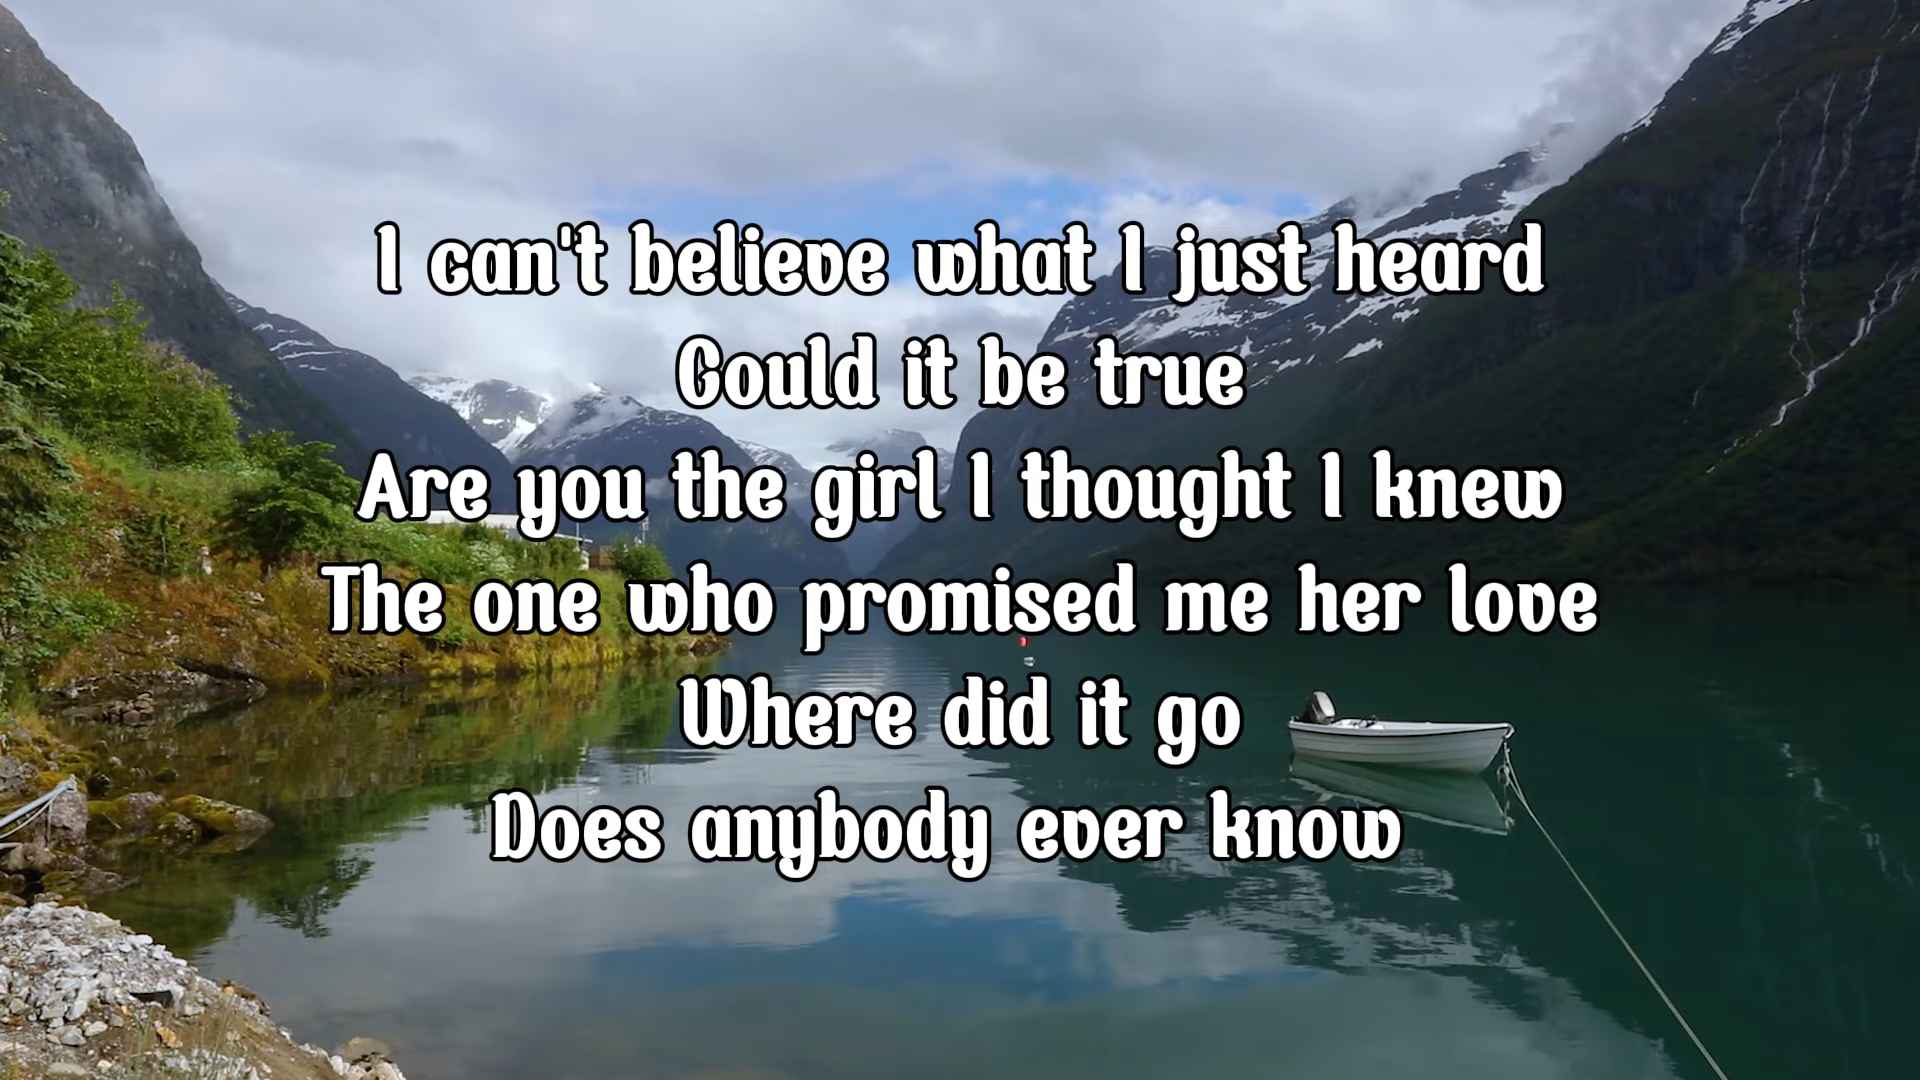 I can't believe what I just heard
Could it be true
Are you the girl I thought I knew
The one who promised me her love
Where did it go
Does anybody ever know